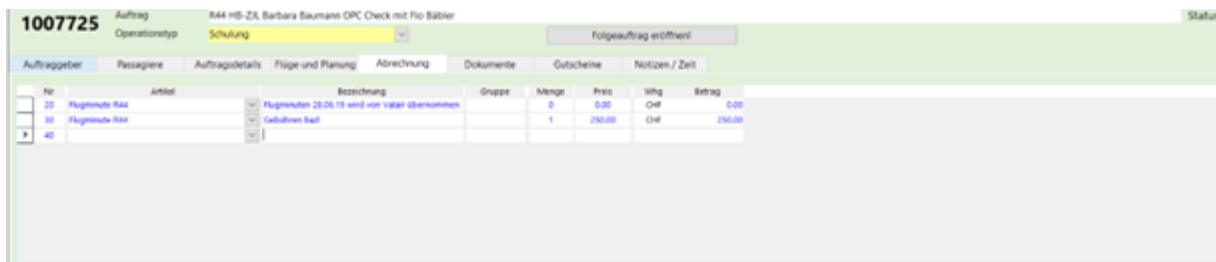 1007725 Auftrag R44 HB-ZJL Barbara Baumann OPC Check mit Flo Bäbler Status
Operationstyp Schulung Folgeauftrag eröffnen!
Auftraggeber Passagiere Auftragsdetails Flüge und Planung Abrechnung Dokumente Gutscheine Notizen / Zeit
Nr Artikel Bezeichnung Gruppe Menge Preis Whg Betrag
20 Flugminute R44 Flugminuten 28.06.19 wird von Valair übernommen 0 0.00 CHF 0.00
30 Flugminute R44 Gebühren Bazl 1 250.00 CHF 250.00
40